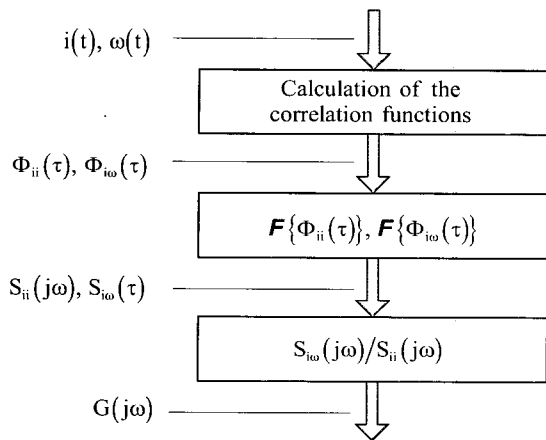 i(t), ω(t)
Calculation of the
correlation functions
Φii(τ), Φiω(τ)
F{Φii(τ)}, F{Φiω(τ)}
Sii(jω), Siω(τ)
Siω(jω)/Sii(jω)
G(jω)